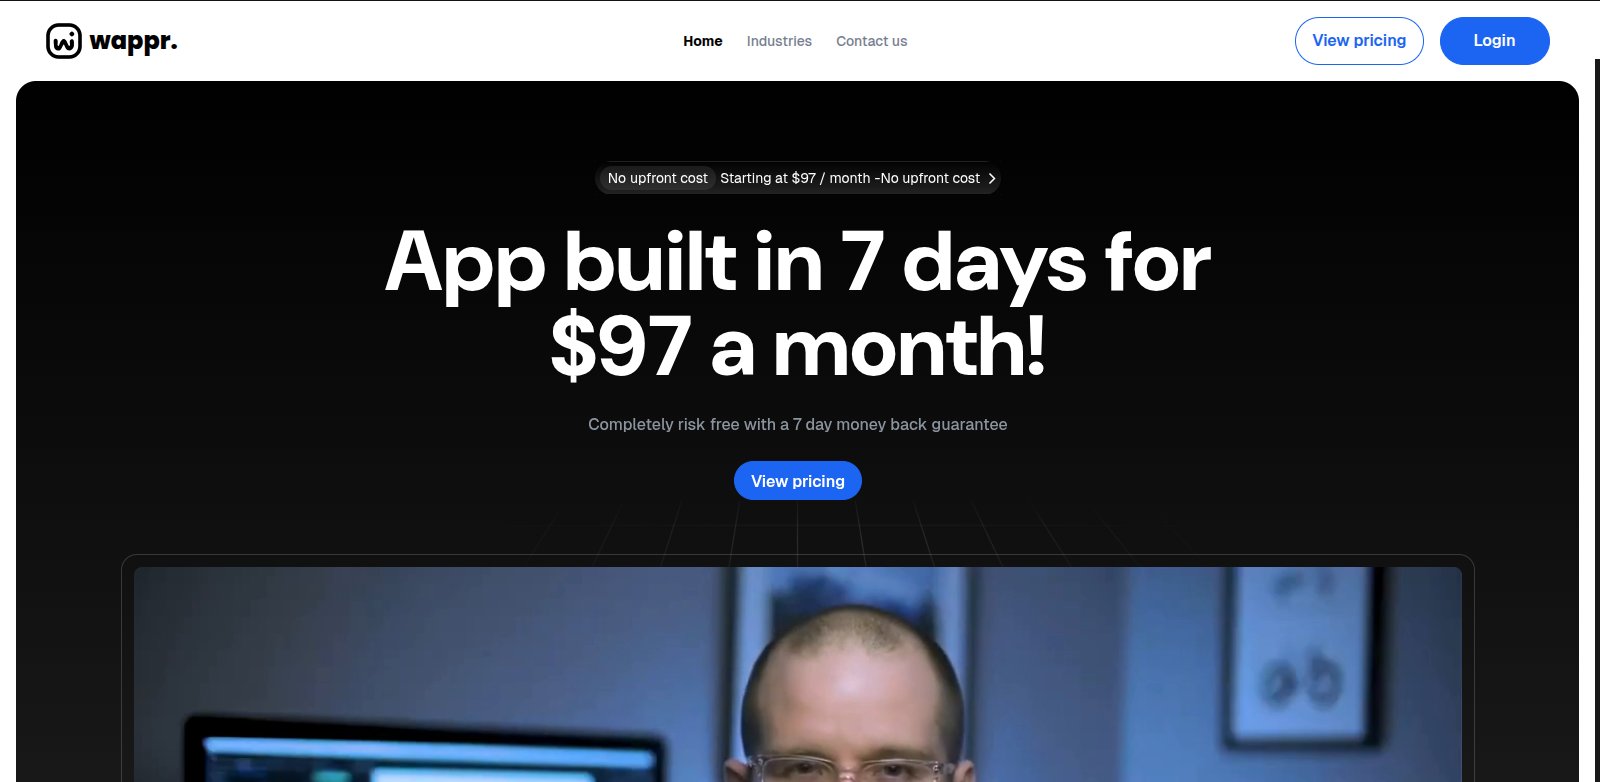 wappr.
Home
Industries
Contact us
View pricing
Login
No upfront cost Starting at $97 / month -No upfront cost
App built in 7 days for
$97 a month!
Completely risk free with a 7 day money back guarantee
View pricing